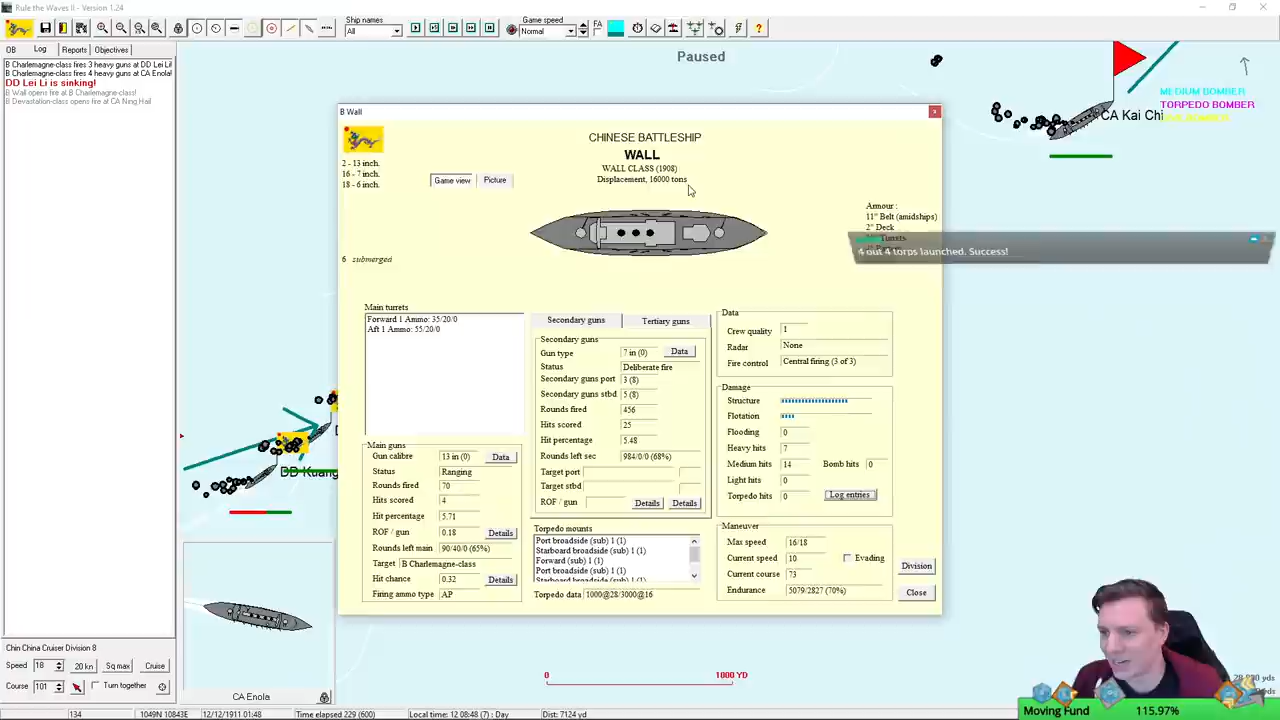 Rule the Waves II - Version 1.24
Ship names
All
Game speed
Normal
FA
OB
Log
Reports
Objectives
B Charlemagne-class fires 3 heavy guns at DD Lei Li!
B Charlemagne-class fires 4 heavy guns at CA Enola!
DD Lei Li is sinking!
B Wall opens fire at B Charlemagne-class!
B Devastation-class opens fire at CA Ning Hail
Paused
MEDIUM BOMBER
TORPEDO BOMBER
CA Kai Chi
B Wall
CHINESE BATTLESHIP
WALL
WALL CLASS (1908)
Displacement, 16000 tons
2 - 13 inch.
16 - 7 inch.
18 - 6 inch.
Game view
Picture
6 submerged
Armour :
11" Belt (amidships)
2" Deck
Turrets
4 out 4 torps launched. Success!
Main turrets
Forward 1 Ammo: 35/20/0
Aft 1 Ammo: 55/20/0
Main guns
Gun calibre 13 in (0) Data
Status Ranging
Rounds fired 70
Hits scored 4
Hit percentage 5.71
ROF / gun 0.18 Details
Rounds left main 90/40/0 (65%)
Target B Charlemagne-class
Hit chance 0.32 Details
Firing ammo type AP
Secondary guns
Tertiary guns
Secondary guns
Gun type 7 in (0) Data
Status Deliberate fire
Secondary guns port 3 (8)
Secondary guns stbd 5 (8)
Rounds fired 456
Hits scored 25
Hit percentage 5.48
Rounds left sec 984/0/0 (68%)
Target port
Target stbd
ROF / gun Details Details
Torpedo mounts
Port broadside (sub) 1 (1)
Starboard broadside (sub) 1 (1)
Forward (sub) 1 (1)
Port broadside (sub) 1 (1)
Starboard broadside (sub) 1 (1)
Torpedo data 1000@28/3000@16
Data
Crew quality 1
Radar None
Fire control Central firing (3 of 3)
Damage
Structure
Flotation
Flooding 0
Heavy hits 7
Medium hits 14 Bomb hits 0
Light hits 0
Torpedo hits 0 Log entries
Maneuver
Max speed 16/18
Current speed 10 Evading
Current course 73
Endurance 5079/2827 (70%)
Division
Close
DD Kuang
CA Enola
Chin China Cruiser Division 8
Speed 18 20 kn Sq max Cruise
Course 101 Turn together
0 1000 YD
134
1049N 10843E
12/12/1911 01:48
Time elapsed 229 (600)
Local time: 12 08:48 (7) : Day
Dist: 7124 yd
Moving Fund 115.97%